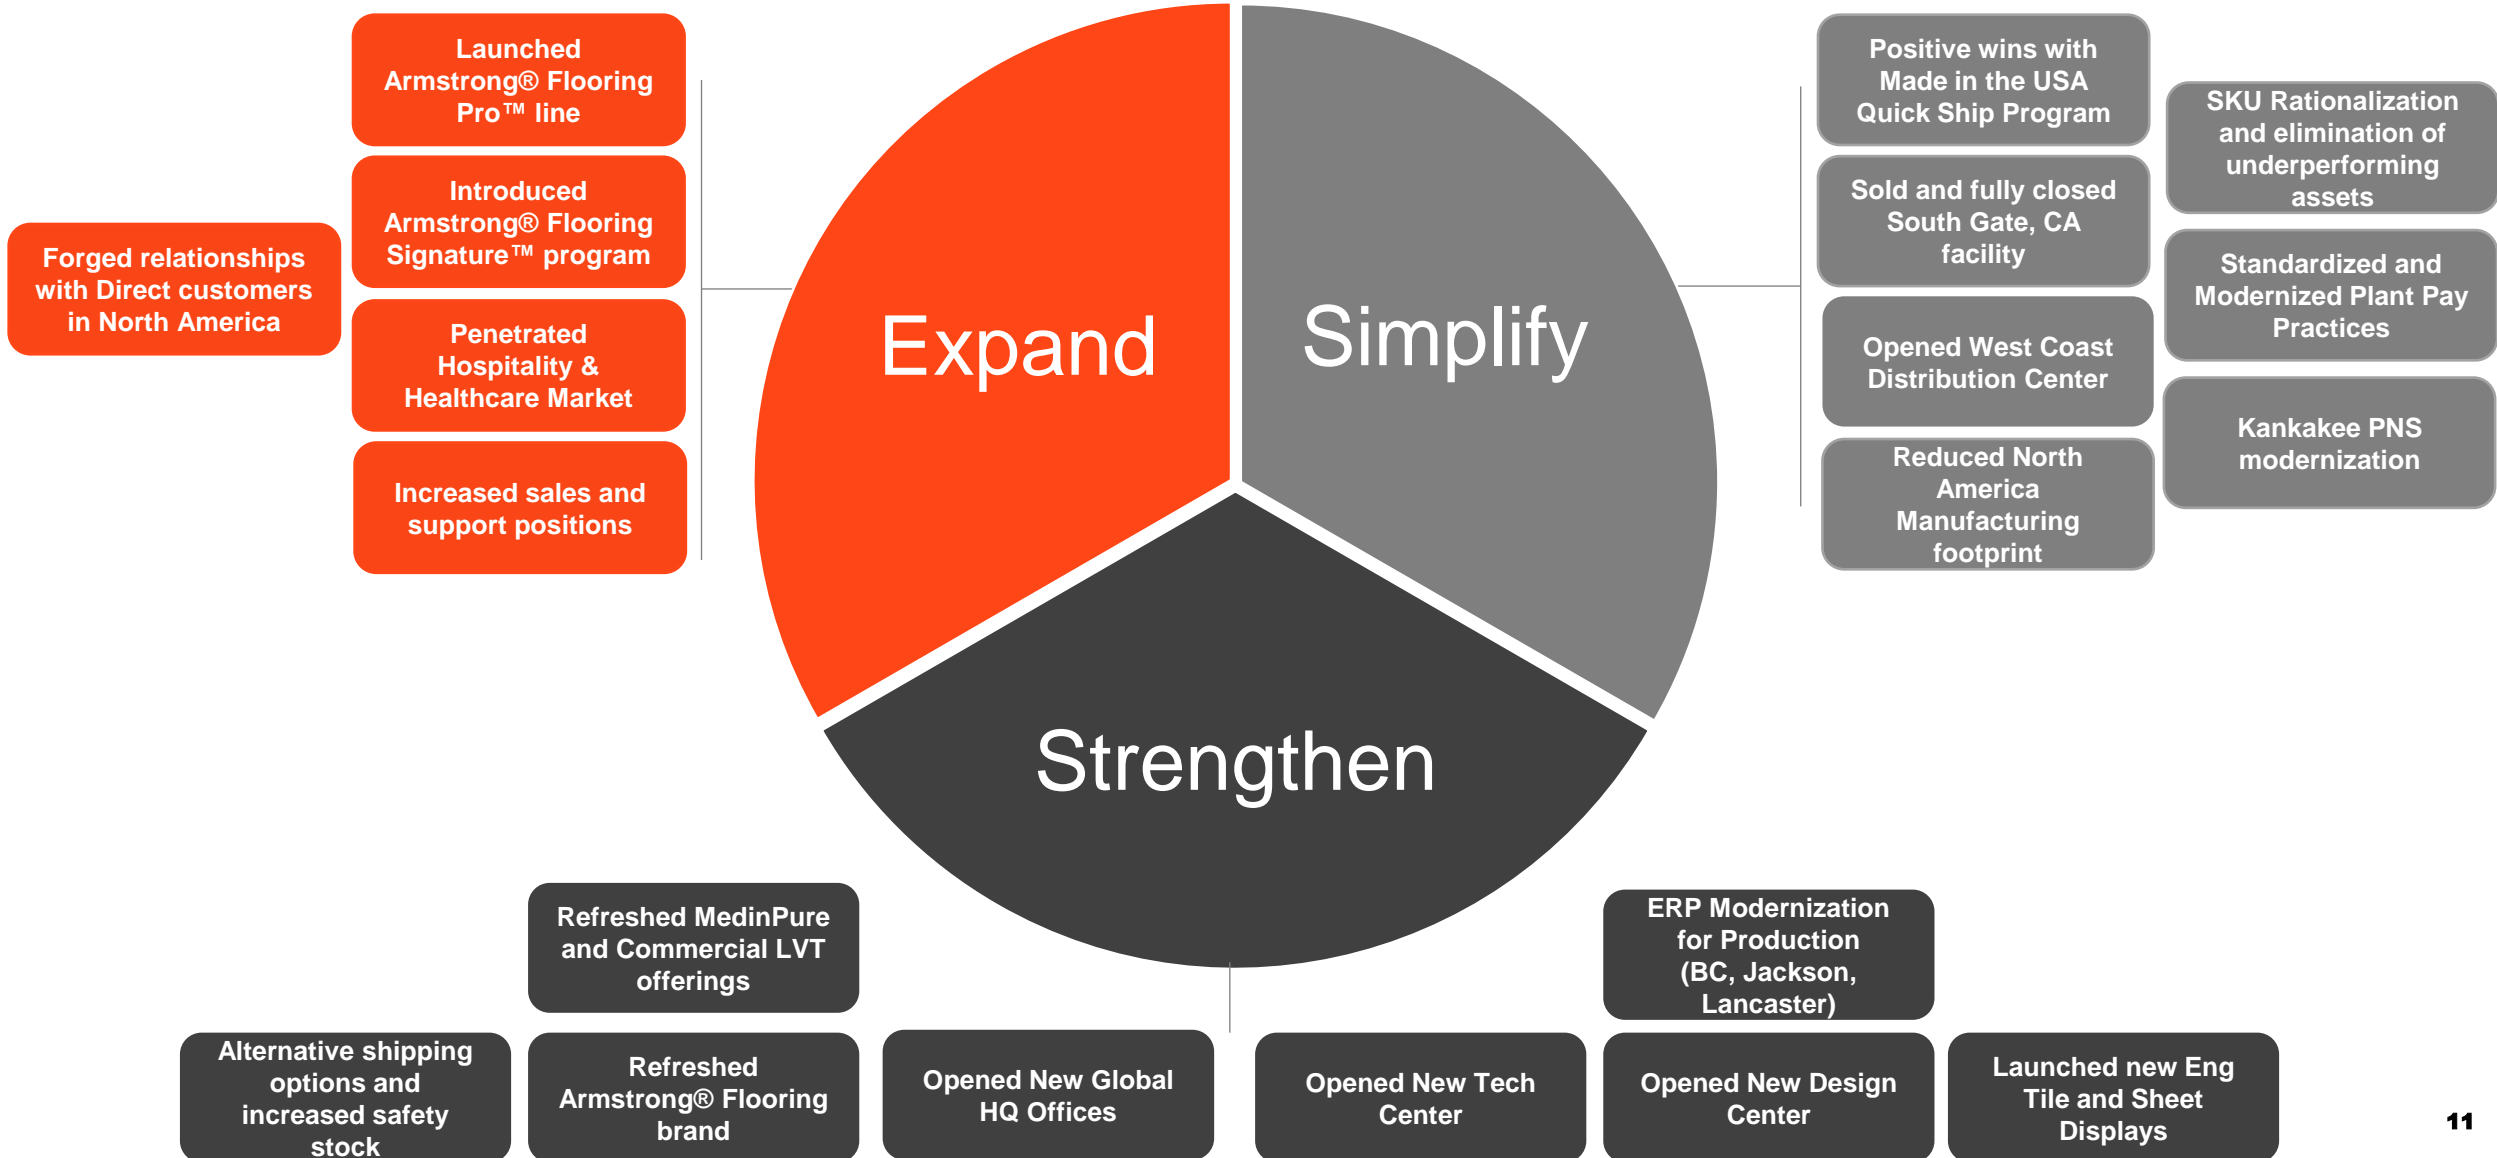 Launched
Armstrong® Flooring
Pro™ line
Introduced
Armstrong® Flooring
Signature™ program
Forged relationships
with Direct customers
in North America
Penetrated
Hospitality &
Healthcare Market
Increased sales and
support positions
Expand
Simplify
Strengthen
Positive wins with
Made in the USA
Quick Ship Program
Sold and fully closed
South Gate, CA
facility
Opened West Coast
Distribution Center
Reduced North
America
Manufacturing
footprint
SKU Rationalization
and elimination of
underperforming
assets
Standardized and
Modernized Plant Pay
Practices
Kankakee PNS
modernization
Refreshed MedinPure
and Commercial LVT
offerings
ERP Modernization
for Production
(BC, Jackson,
Lancaster)
Alternative shipping
options and
increased safety
stock
Refreshed
Armstrong® Flooring
brand
Opened New Global
HQ Offices
Opened New Tech
Center
Opened New Design
Center
Launched new Eng
Tile and Sheet
Displays
11